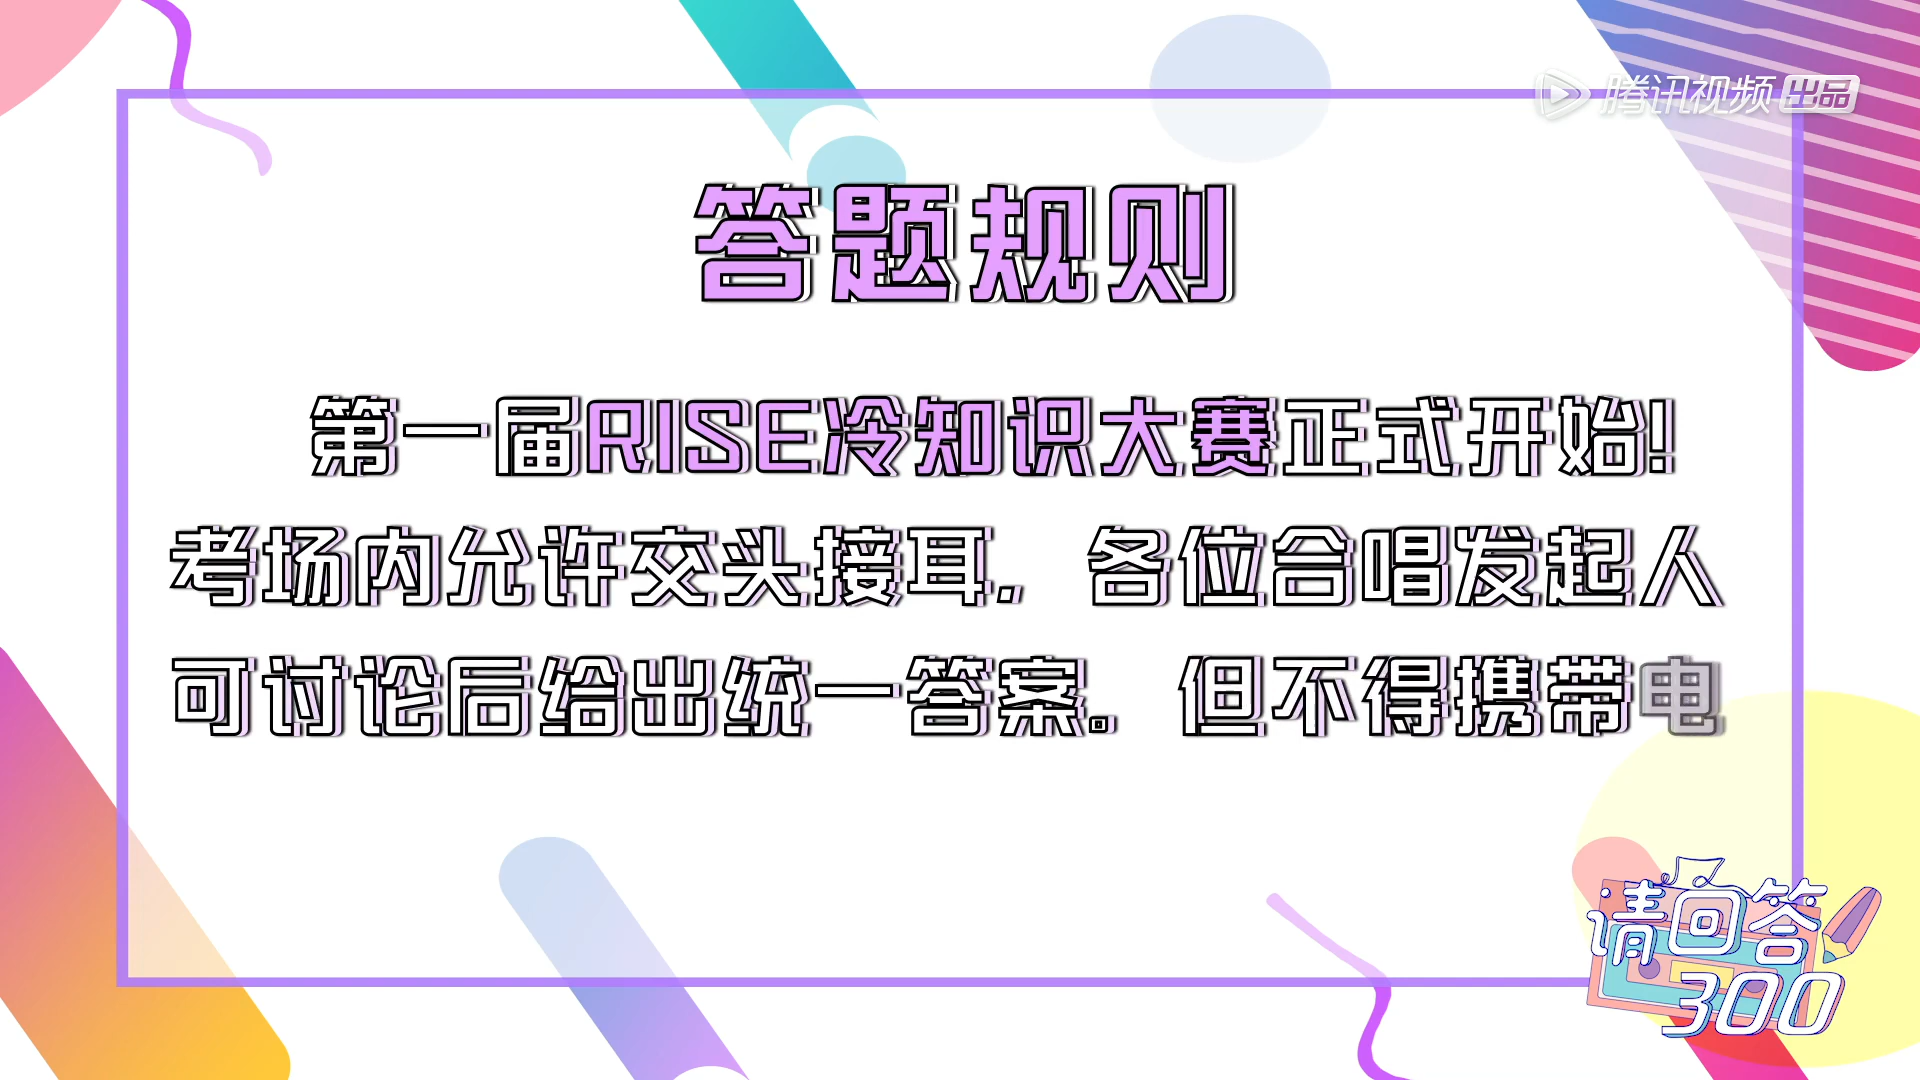 腾讯视频 出品
答题规则
第一届RISE冷知识大赛正式开始!
考场内允许交头接耳，各位合唱发起人
可讨论后给出统一答案。但不得携带电
请回答
300